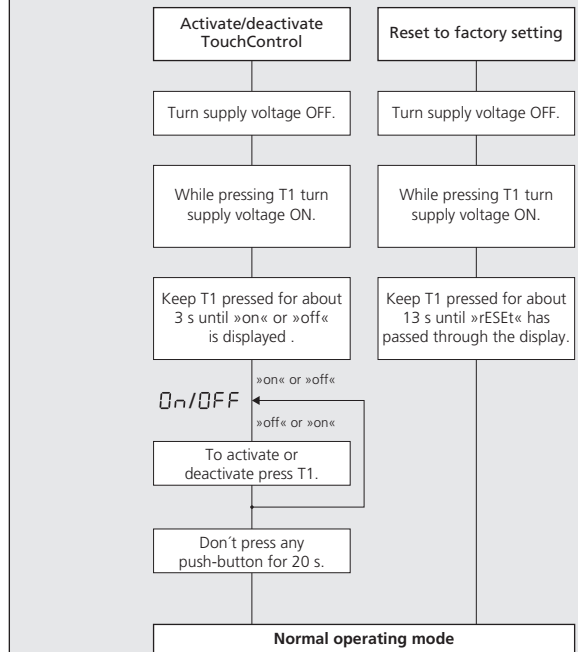 Activate/deactivate
TouchControl
Turn supply voltage OFF.
While pressing T1 turn
supply voltage ON.
Keep T1 pressed for about
3 s until »on« or »off«
is displayed .
»on« or »off«
On/OFF
»off« or »on«
To activate or
deactivate press T1.
Don´t press any
push-button for 20 s.
Reset to factory setting
Turn supply voltage OFF.
While pressing T1 turn
supply voltage ON.
Keep T1 pressed for about
13 s until »rESEt« has
passed through the display.
Normal operating mode